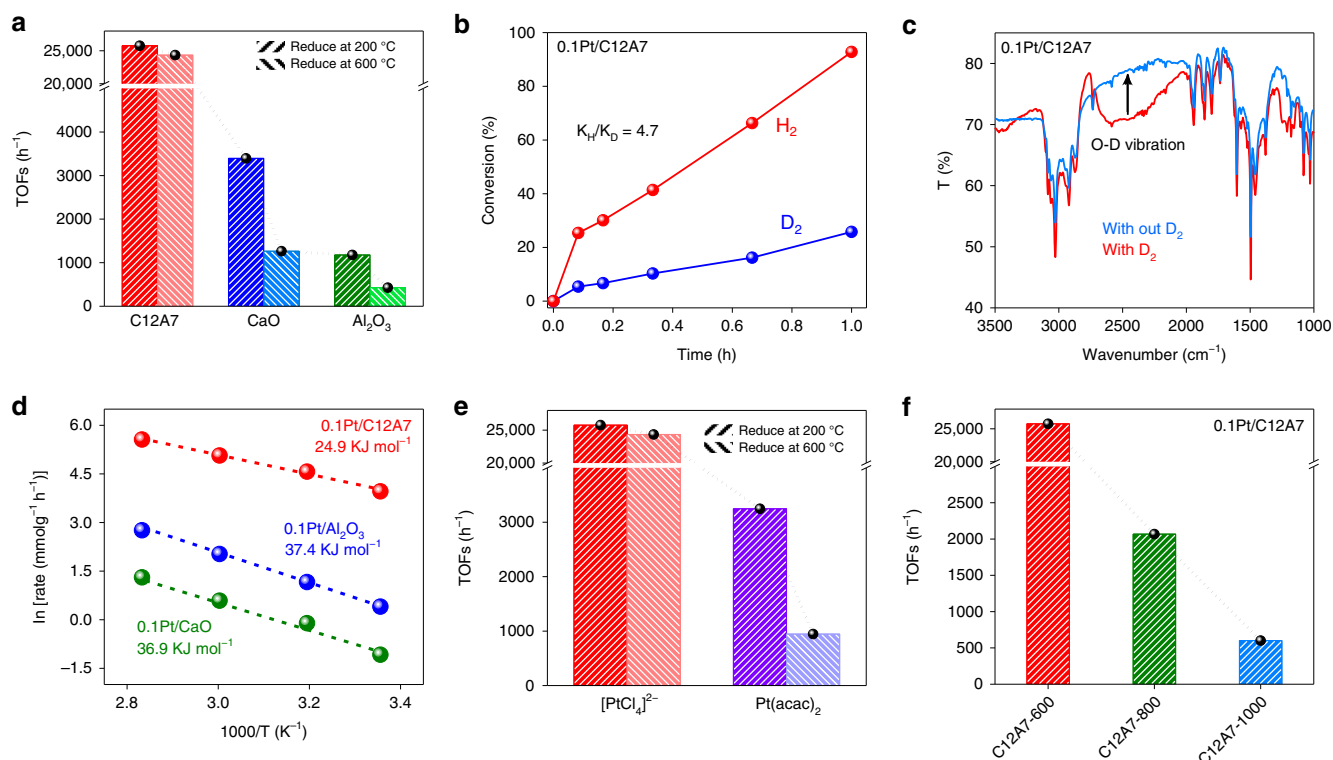 a
TOFs (h⁻¹)
25,000
20,000
4000
3000
2000
1000
0
Reduce at 200 °C
Reduce at 600 °C
C12A7
CaO
Al₂O₃
b
Conversion (%)
100
80
60
40
20
0
0.1Pt/C12A7
K_H/K_D = 4.7
H₂
D₂
0.0
0.2
0.4
0.6
0.8
1.0
Time (h)
c
T (%)
80
70
60
50
40
0.1Pt/C12A7
O-D vibration
With out D₂
With D₂
3500
3000
2500
2000
1500
1000
Wavenumber (cm⁻¹)
d
ln [rate (mmolg⁻¹ h⁻¹)]
6.0
4.5
3.0
1.5
0.0
−1.5
0.1Pt/C12A7
24.9 KJ mol⁻¹
0.1Pt/Al₂O₃
37.4 KJ mol⁻¹
0.1Pt/CaO
36.9 KJ mol⁻¹
2.8
3.0
3.2
3.4
1000/T (K⁻¹)
e
TOFs (h⁻¹)
25,000
20,000
3000
2000
1000
0
Reduce at 200 °C
Reduce at 600 °C
[PtCl₄]²⁻
Pt(acac)₂
f
TOFs (h⁻¹)
25,000
20,000
2500
2000
1500
1000
500
0
0.1Pt/C12A7
C12A7-600
C12A7-800
C12A7-1000